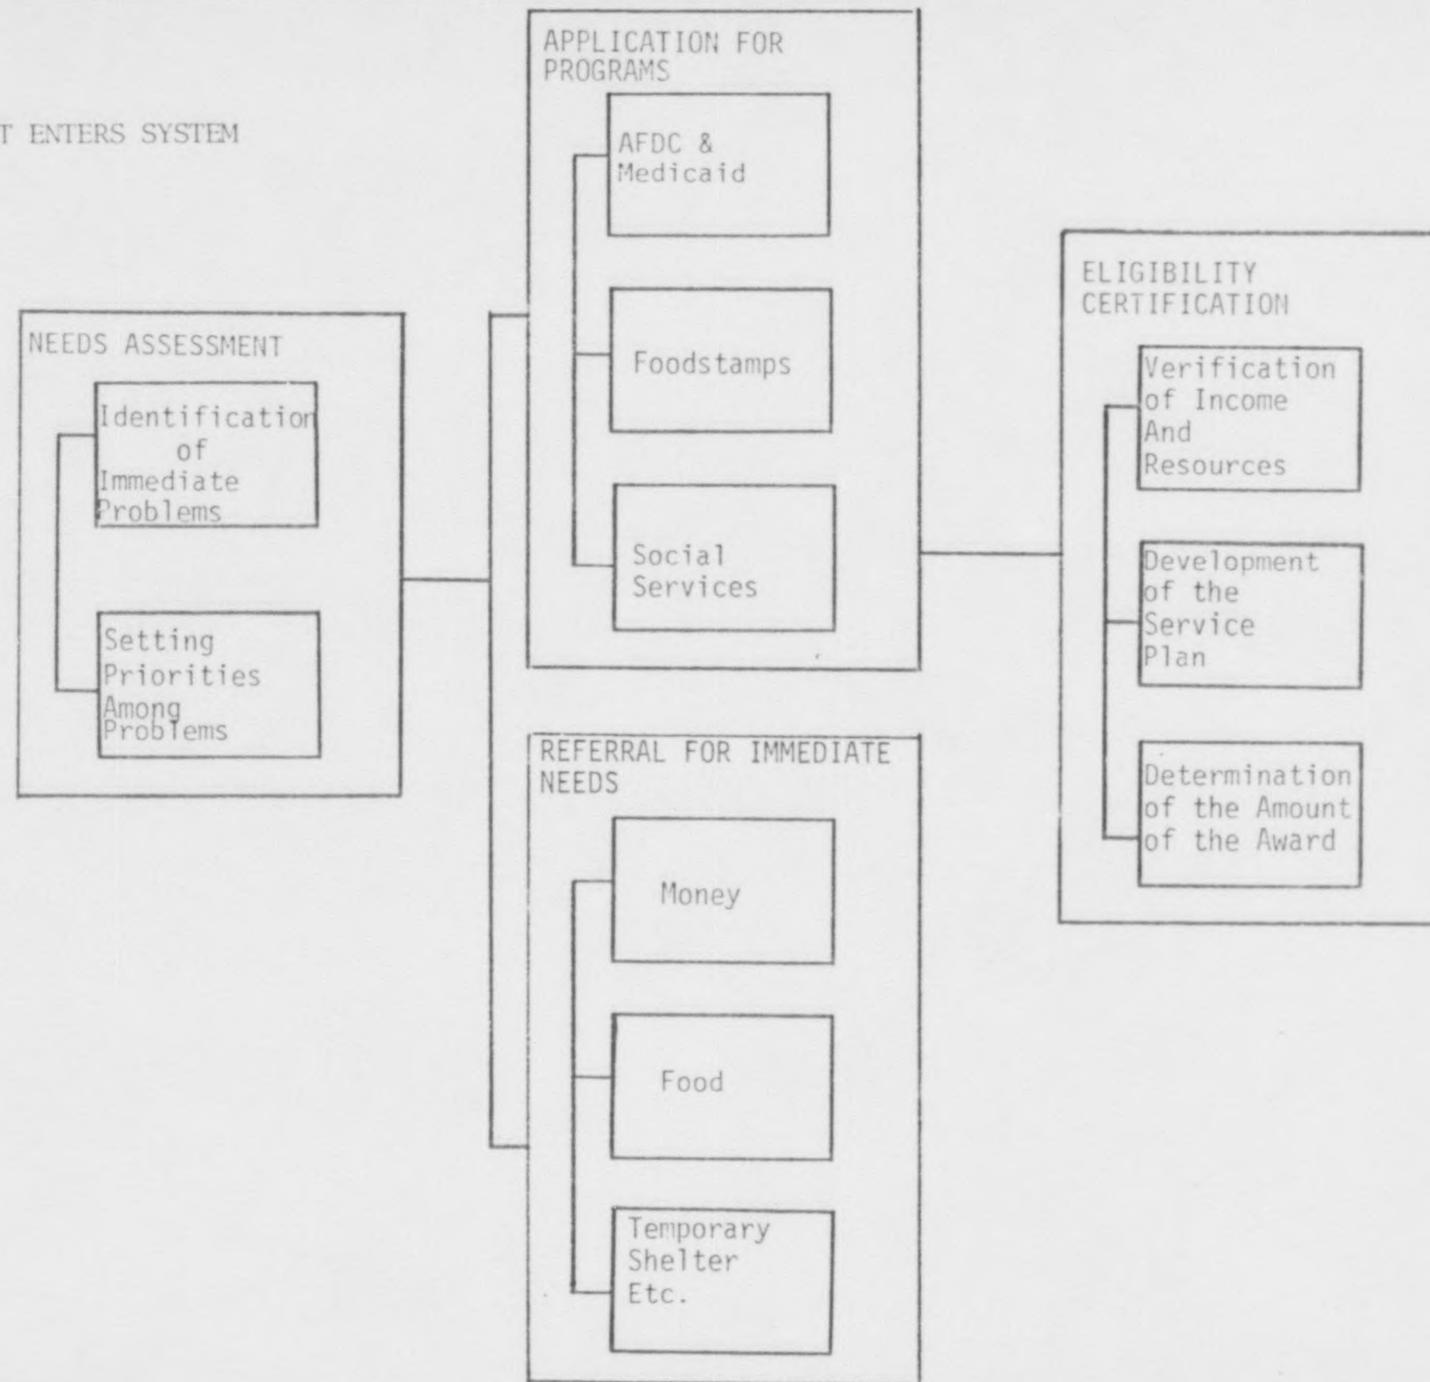 T ENTERS SYSTEM
NEEDS ASSESSMENT
Identification
of
Immediate
Problems
Setting
Priorities
Among
Problems
APPLICATION FOR
PROGRAMS
AFDC &
Medicaid
Foodstamps
Social
Services
REFERRAL FOR IMMEDIATE
NEEDS
Money
Food
Temporary
Shelter
Etc.
ELIGIBILITY
CERTIFICATION
Verification
of Income
And
Resources
Development
of the
Service
Plan
Determination
of the Amount
of the Award